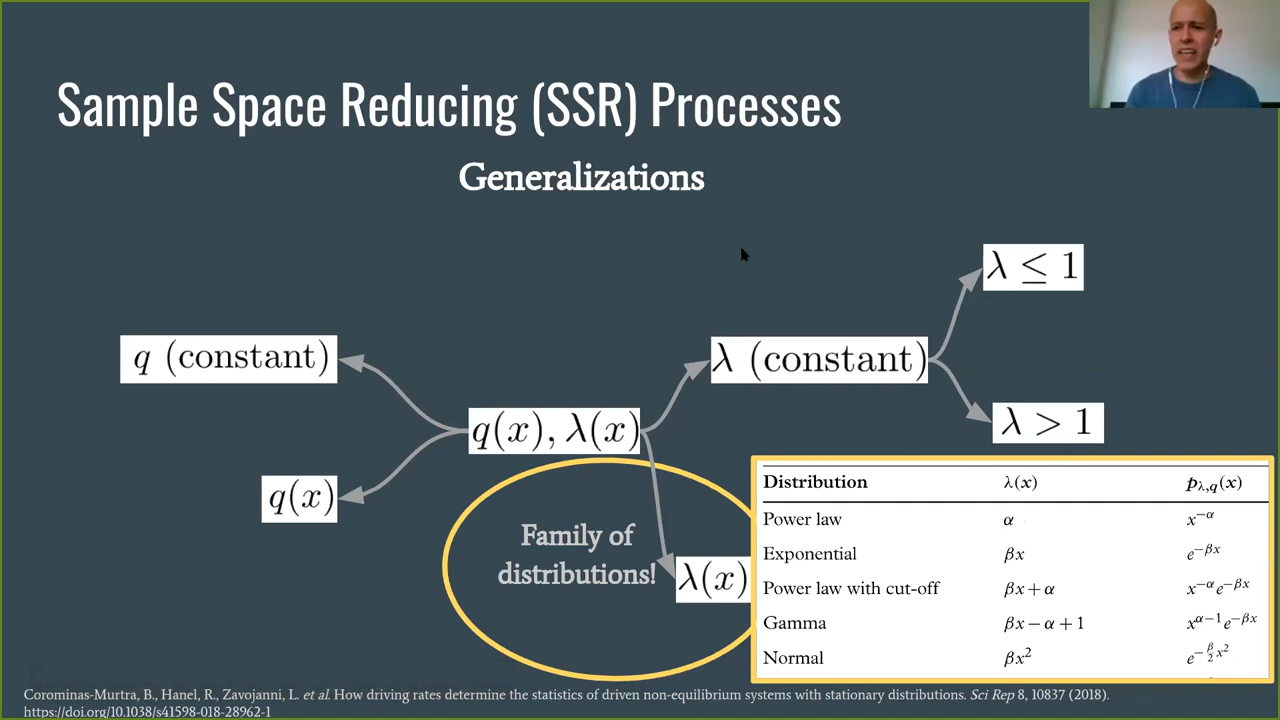 Sample Space Reducing (SSR) Processes
Generalizations
λ ≤ 1
q (constant)
λ (constant)
q(x), λ(x)
λ > 1
q(x)
Family of
distributions!
λ(x)
Distribution λ(x) pλ,q(x)
Power law α x^−α
Exponential βx e^−βx
Power law with cut-off βx + α x^−α e^−βx
Gamma βx − α + 1 x^α−1 e^−βx
Normal βx² e^−β/2 x²
Corominas-Murtra, B., Hanel, R., Zavojanni, L. et al. How driving rates determine the statistics of driven non-equilibrium systems with stationary distributions. Sci Rep 8, 10837 (2018).
https://doi.org/10.1038/s41598-018-28962-1